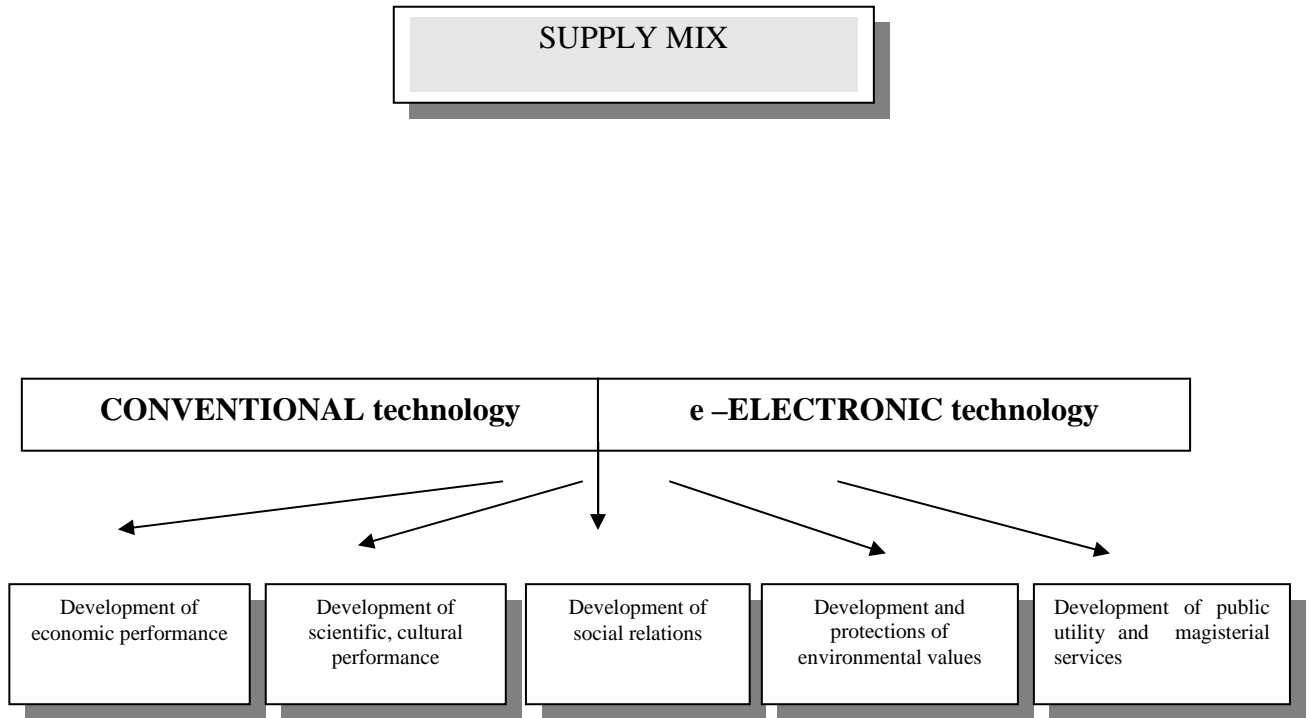 SUPPLY MIX
CONVENTIONAL technology
e –ELECTRONIC technology
Development of
economic performance
Development of
scientific, cultural
performance
Development of
social relations
Development and
protections of
environmental values
Development of public
utility and magisterial
services